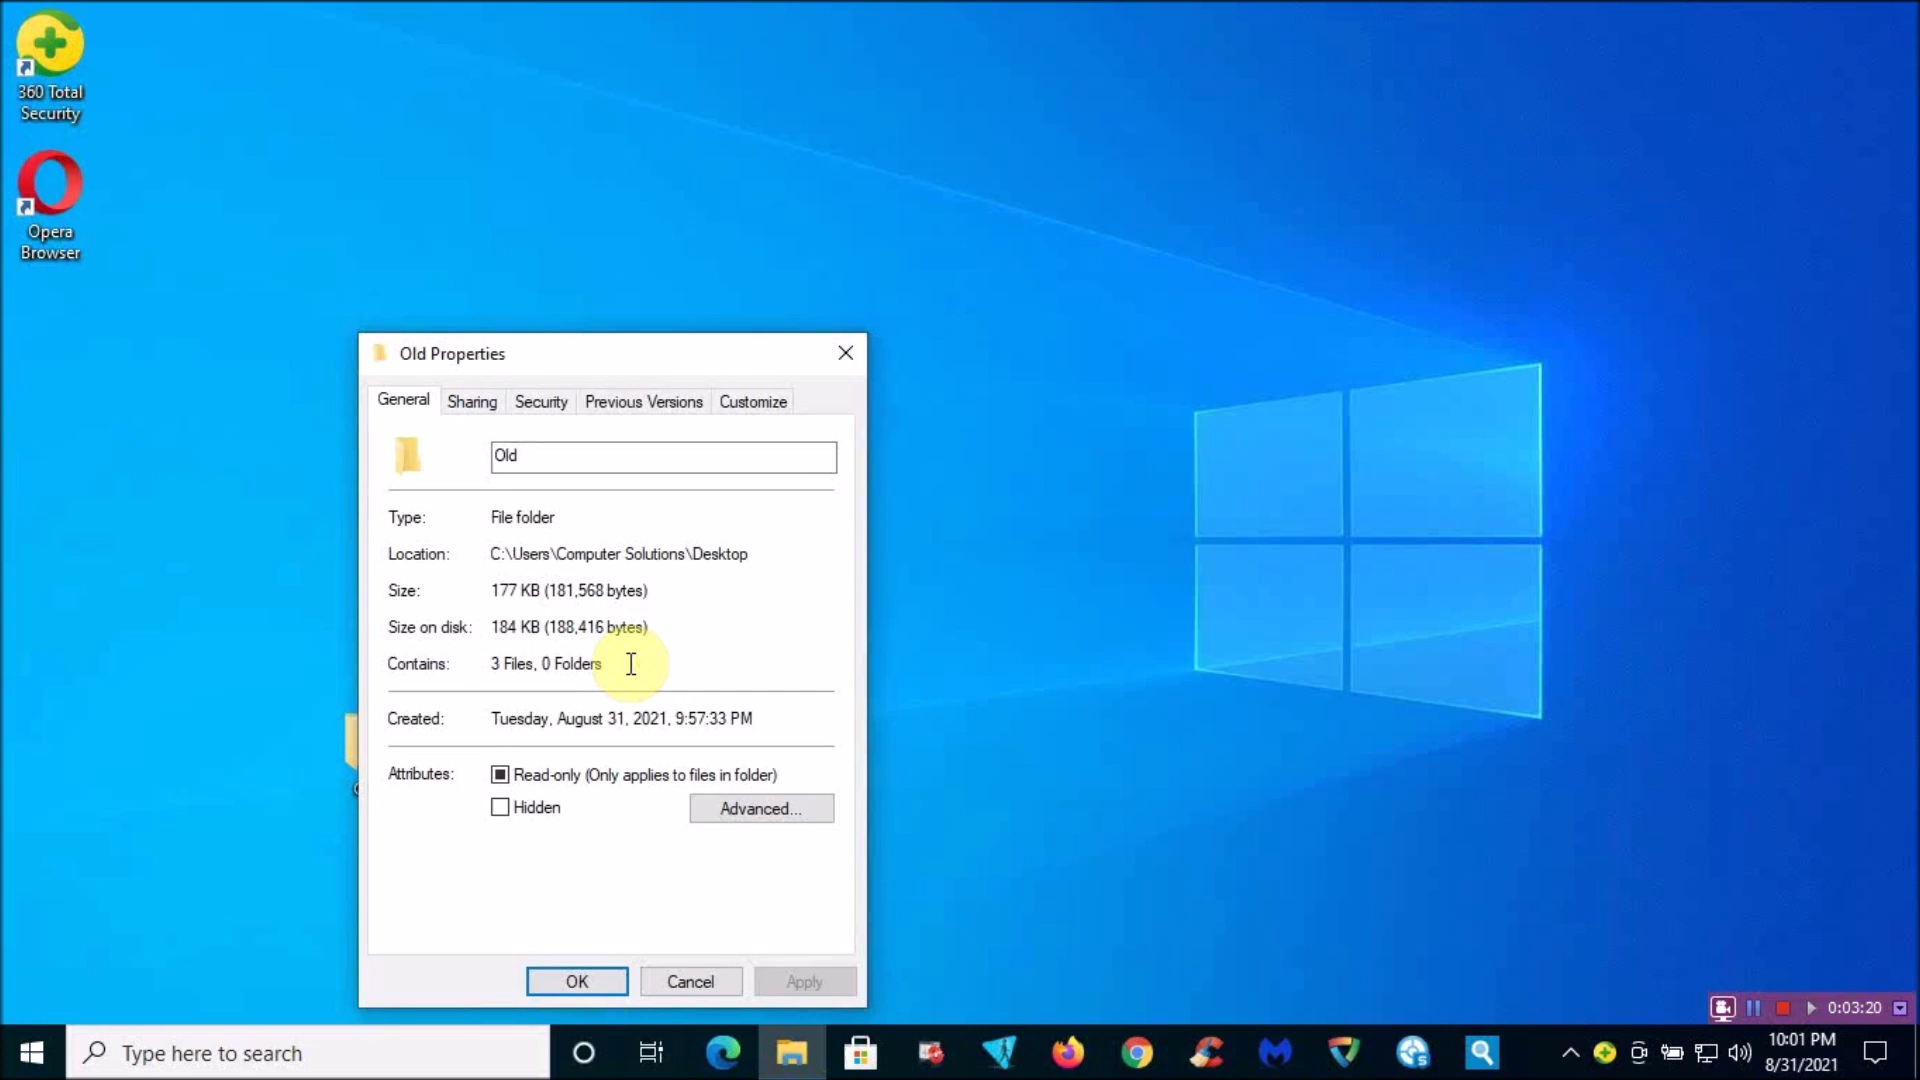 360 Total
Security
Opera
Browser
Old Properties
General Sharing Security Previous Versions Customize
Old
Type: File folder
Location: C:\Users\Computer Solutions\Desktop
Size: 177 KB (181,568 bytes)
Size on disk: 184 KB (188,416 bytes)
Contains: 3 Files, 0 Folders
Created: Tuesday, August 31, 2021, 9:57:33 PM
Attributes: Read-only (Only applies to files in folder)
Hidden Advanced...
OK Cancel Apply
0:03:20
Type here to search
10:01 PM
8/31/2021